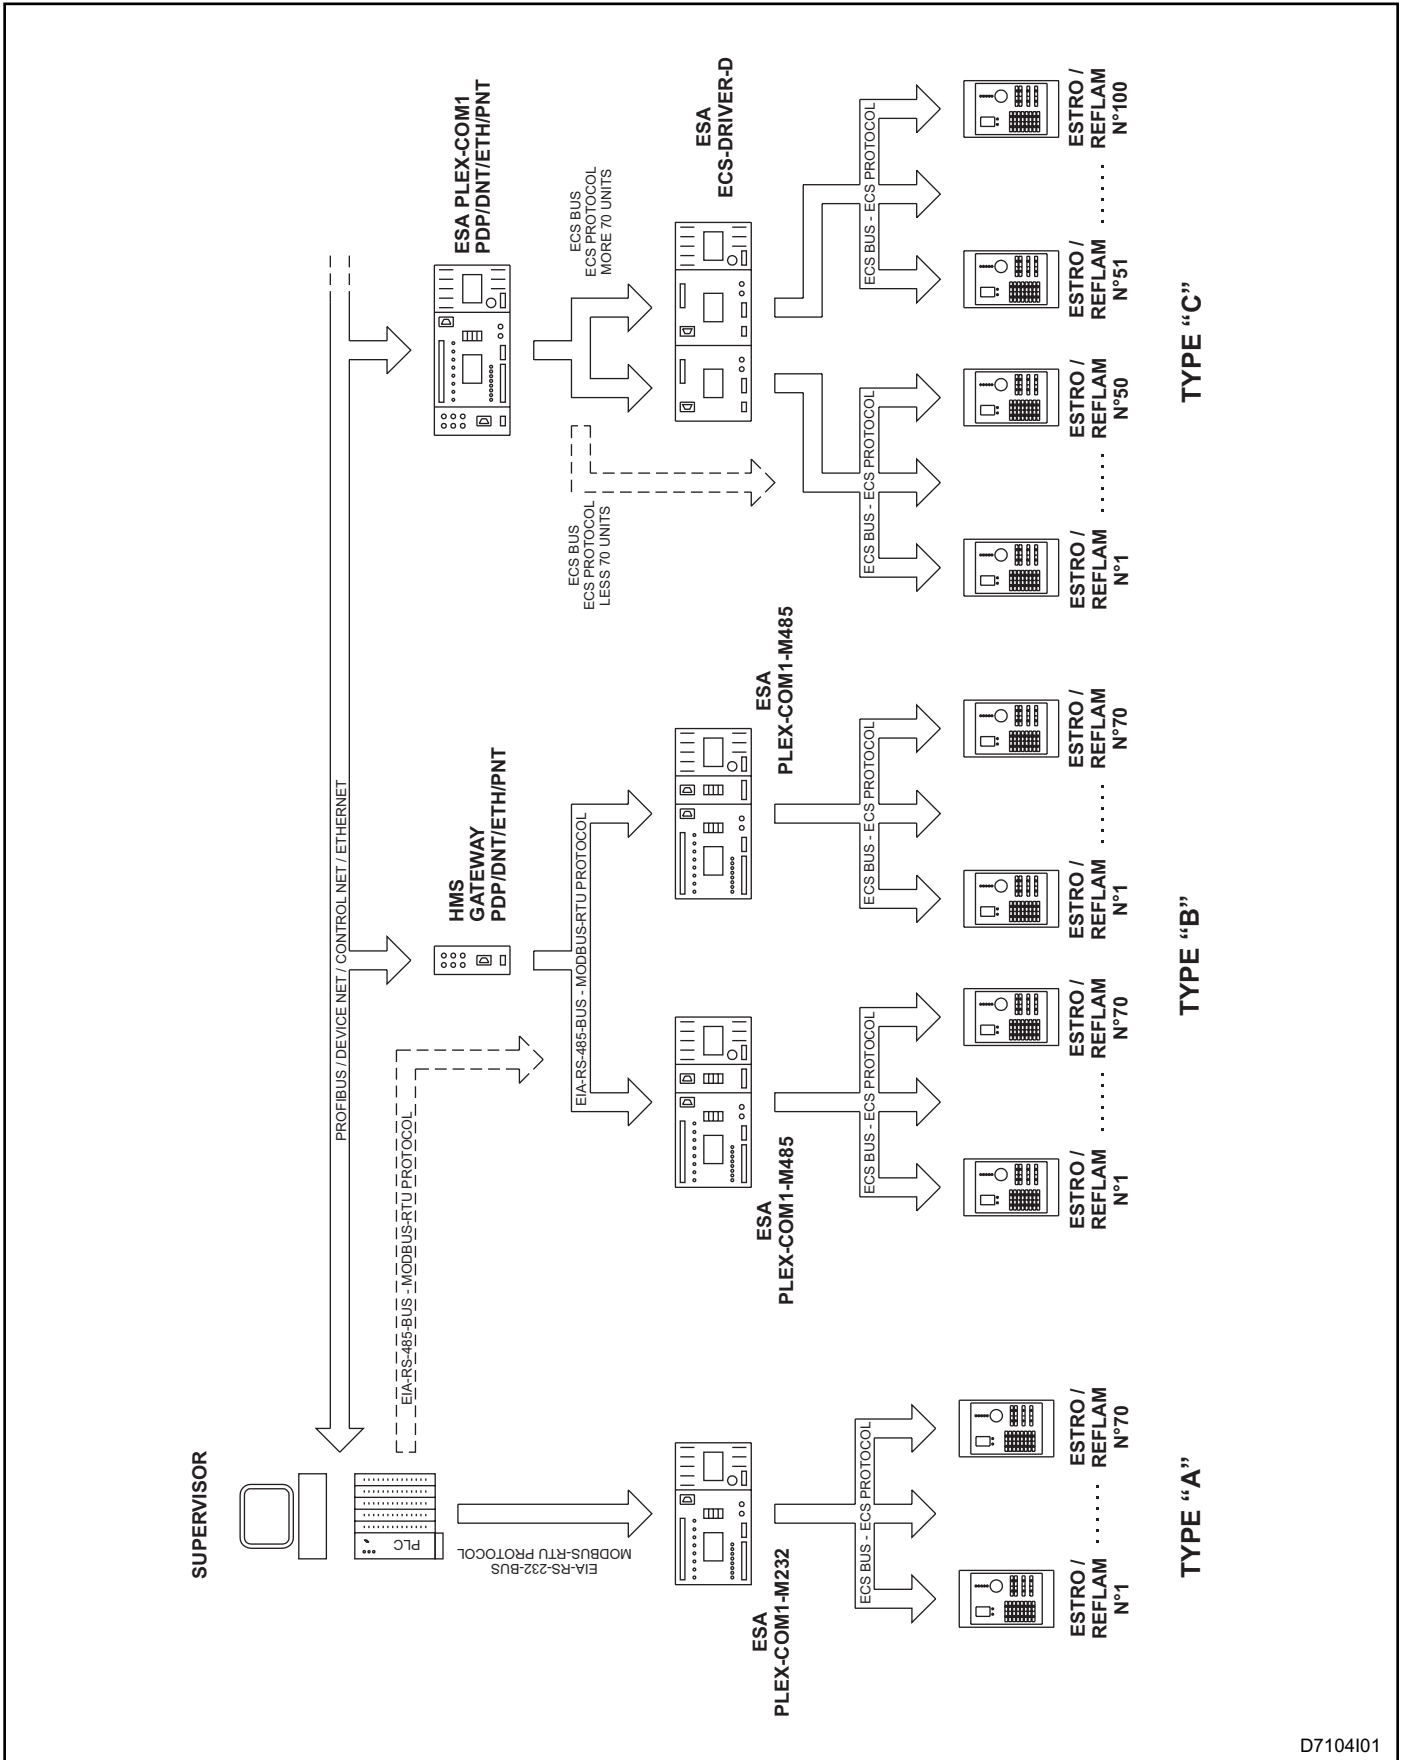 SUPERVISOR
PLC
EIA-RS-232-BUS
MODBUS-RTU PROTOCOL
ESA
PLEX-COM1-M232
ECS BUS - ECS PROTOCOL
ESTRO /
REFLAM
N°1
......
ESTRO /
REFLAM
N°70
TYPE “A”
PROFIBUS / DEVICE NET / CONTROL NET / ETHERNET
EIA-RS-485-BUS - MODBUS-RTU PROTOCOL
HMS
GATEWAY
PDP/DNT/ETH/PNT
EIA-RS-485-BUS - MODBUS-RTU PROTOCOL
ESA
PLEX-COM1-M485
ECS BUS - ECS PROTOCOL
ESTRO /
REFLAM
N°1
......
ESTRO /
REFLAM
N°70
ESA
PLEX-COM1-M485
ECS BUS - ECS PROTOCOL
ESTRO /
REFLAM
N°1
......
ESTRO /
REFLAM
N°70
TYPE “B”
ESA PLEX-COM1
PDP/DNT/ETH/PNT
ECS BUS
ECS PROTOCOL
LESS 70 UNITS
ECS BUS
ECS PROTOCOL
MORE 70 UNITS
ESA
ECS-DRIVER-D
ECS BUS - ECS PROTOCOL
ESTRO /
REFLAM
N°1
......
ESTRO /
REFLAM
N°50
ECS BUS - ECS PROTOCOL
ESTRO /
REFLAM
N°51
......
ESTRO /
REFLAM
N°100
TYPE “C”
D7104I01